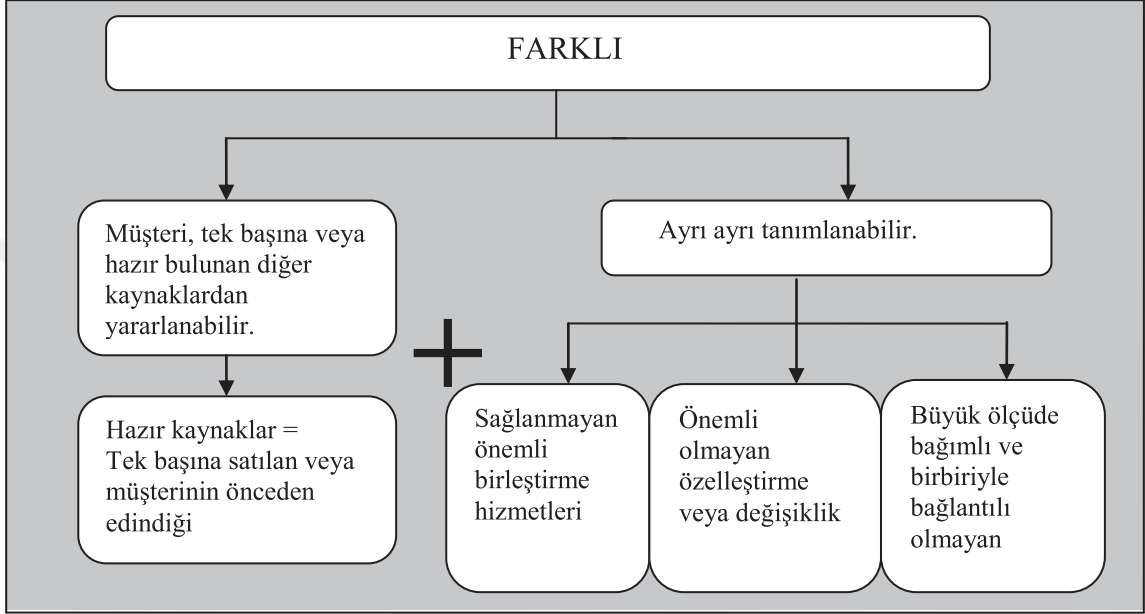 FARKLI
Müşteri, tek başına veya
hazır bulunan diğer
kaynaklardan
yararlanabilir.
Ayrı ayrı tanımlanabilir.
+
Hazır kaynaklar =
Tek başına satılan veya
müşterinin önceden
edindiği
Sağlanmayan
önemli
birleştirme
hizmetleri
Önemli
olmayan
özelleştirme
veya değişiklik
Büyük ölçüde
bağımlı ve
birbiriyle
bağlantılı
olmayan